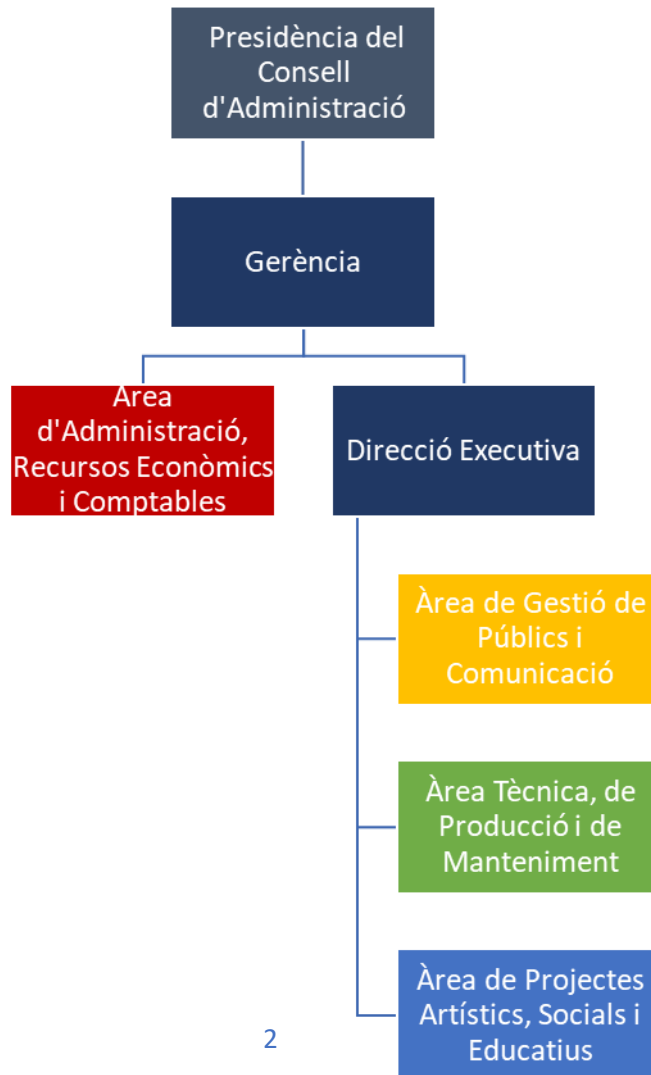 Presidència del
Consell
d'Administració
Gerència
Àrea
d'Administració,
Recursos Econòmics
i Comptables
Direcció Executiva
Àrea de Gestió de
Públics i
Comunicació
Àrea Tècnica, de
Producció i de
Manteniment
Àrea de Projectes
Artístics, Socials i
Educatius
2